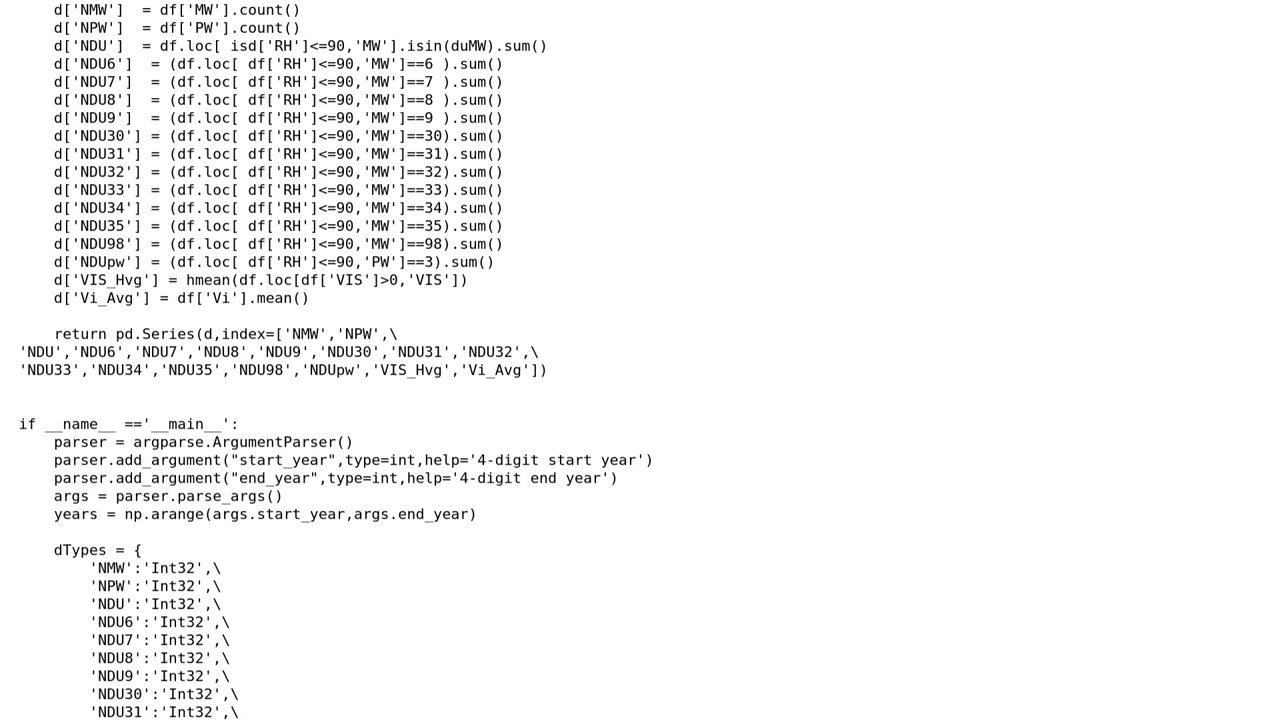 d['NMW']  = df['MW'].count()
d['NPW']  = df['PW'].count()
d['NDU']  = df.loc[ isd['RH']<=90,'MW'].isin(duMW).sum()
d['NDU6']  = (df.loc[ df['RH']<=90,'MW']==6 ).sum()
d['NDU7']  = (df.loc[ df['RH']<=90,'MW']==7 ).sum()
d['NDU8']  = (df.loc[ df['RH']<=90,'MW']==8 ).sum()
d['NDU9']  = (df.loc[ df['RH']<=90,'MW']==9 ).sum()
d['NDU30'] = (df.loc[ df['RH']<=90,'MW']==30).sum()
d['NDU31'] = (df.loc[ df['RH']<=90,'MW']==31).sum()
d['NDU32'] = (df.loc[ df['RH']<=90,'MW']==32).sum()
d['NDU33'] = (df.loc[ df['RH']<=90,'MW']==33).sum()
d['NDU34'] = (df.loc[ df['RH']<=90,'MW']==34).sum()
d['NDU35'] = (df.loc[ df['RH']<=90,'MW']==35).sum()
d['NDU98'] = (df.loc[ df['RH']<=90,'MW']==98).sum()
d['NDUpw'] = (df.loc[ df['RH']<=90,'PW']==3).sum()
d['VIS_Hvg'] = hmean(df.loc[df['VIS']>0,'VIS'])
d['Vi_Avg'] = df['Vi'].mean()
return pd.Series(d,index=['NMW','NPW',\
'NDU','NDU6','NDU7','NDU8','NDU9','NDU30','NDU31','NDU32',\
'NDU33','NDU34','NDU35','NDU98','NDUpw','VIS_Hvg','Vi_Avg'])
if __name__ =='__main__':
    parser = argparse.ArgumentParser()
    parser.add_argument("start_year",type=int,help='4-digit start year')
    parser.add_argument("end_year",type=int,help='4-digit end year')
    args = parser.parse_args()
    years = np.arange(args.start_year,args.end_year)
    dTypes = {
        'NMW':'Int32',\
        'NPW':'Int32',\
        'NDU':'Int32',\
        'NDU6':'Int32',\
        'NDU7':'Int32',\
        'NDU8':'Int32',\
        'NDU9':'Int32',\
        'NDU30':'Int32',\
        'NDU31':'Int32',\